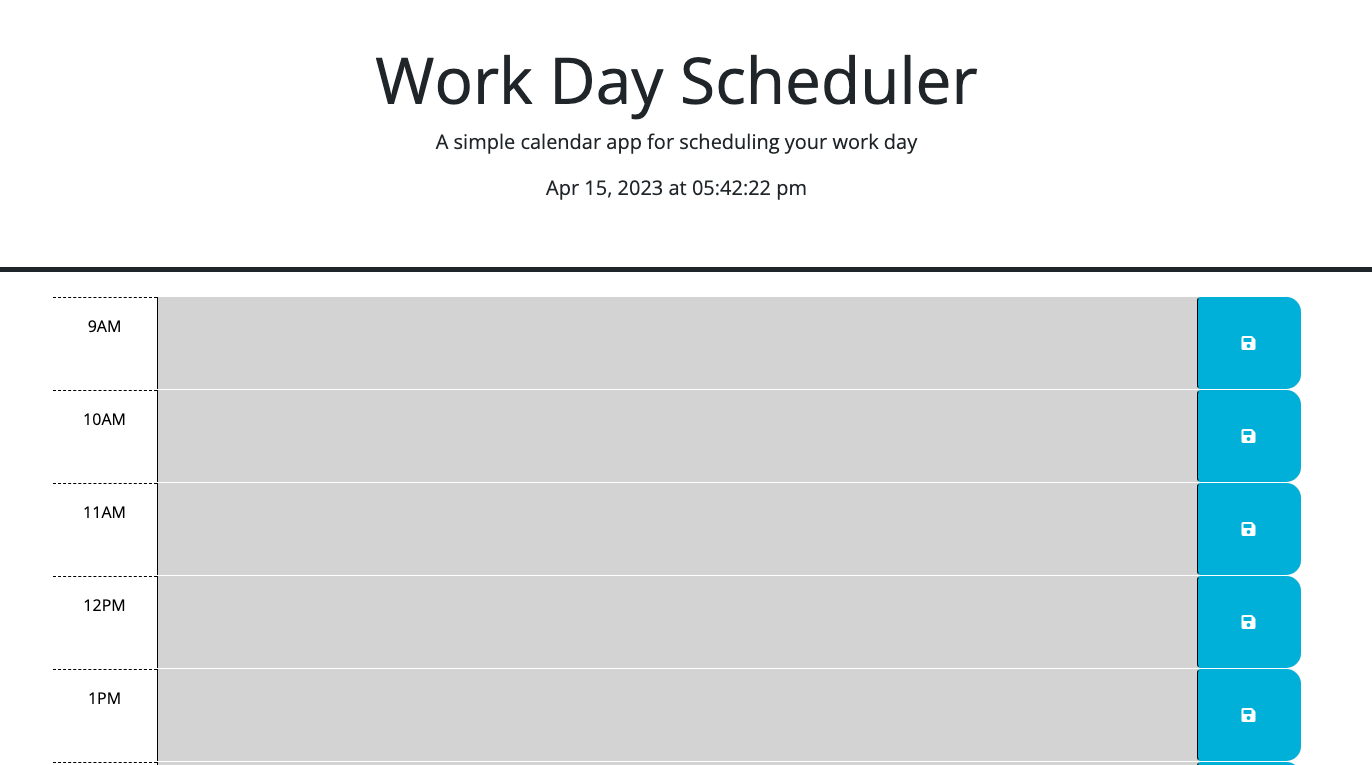 Work Day Scheduler
A simple calendar app for scheduling your work day
Apr 15, 2023 at 05:42:22 pm
9AM
10AM
11AM
12PM
1PM